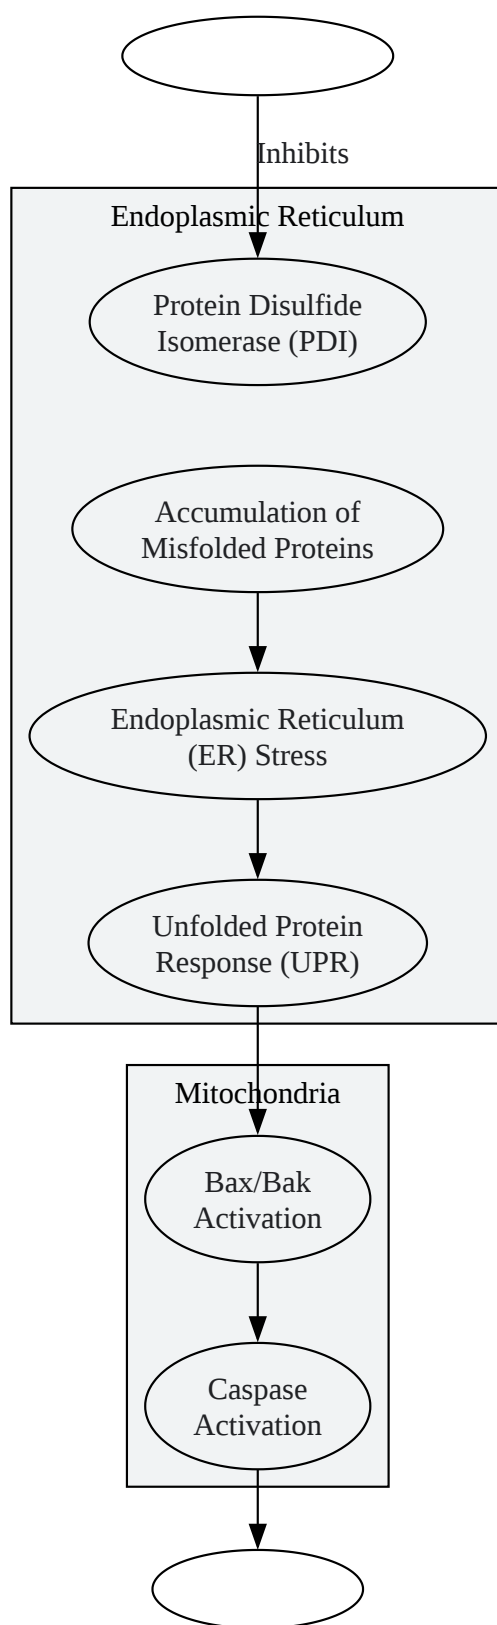 Inhibits
Endoplasmic Reticulum
Protein Disulfide
Isomerase (PDI)
Accumulation of
Misfolded Proteins
Endoplasmic Reticulum
(ER) Stress
Unfolded Protein
Response (UPR)
Mitochondria
Bax/Bak
Activation
Caspase
Activation